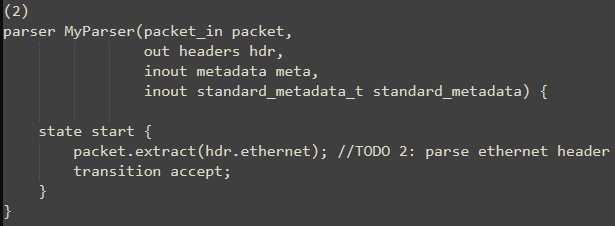 (2)
parser MyParser(packet_in packet,
                out headers hdr,
                inout metadata meta,
                inout standard_metadata_t standard_metadata) {

    state start {
        packet.extract(hdr.ethernet); //TODO 2: parse ethernet header
        transition accept;
    }
}